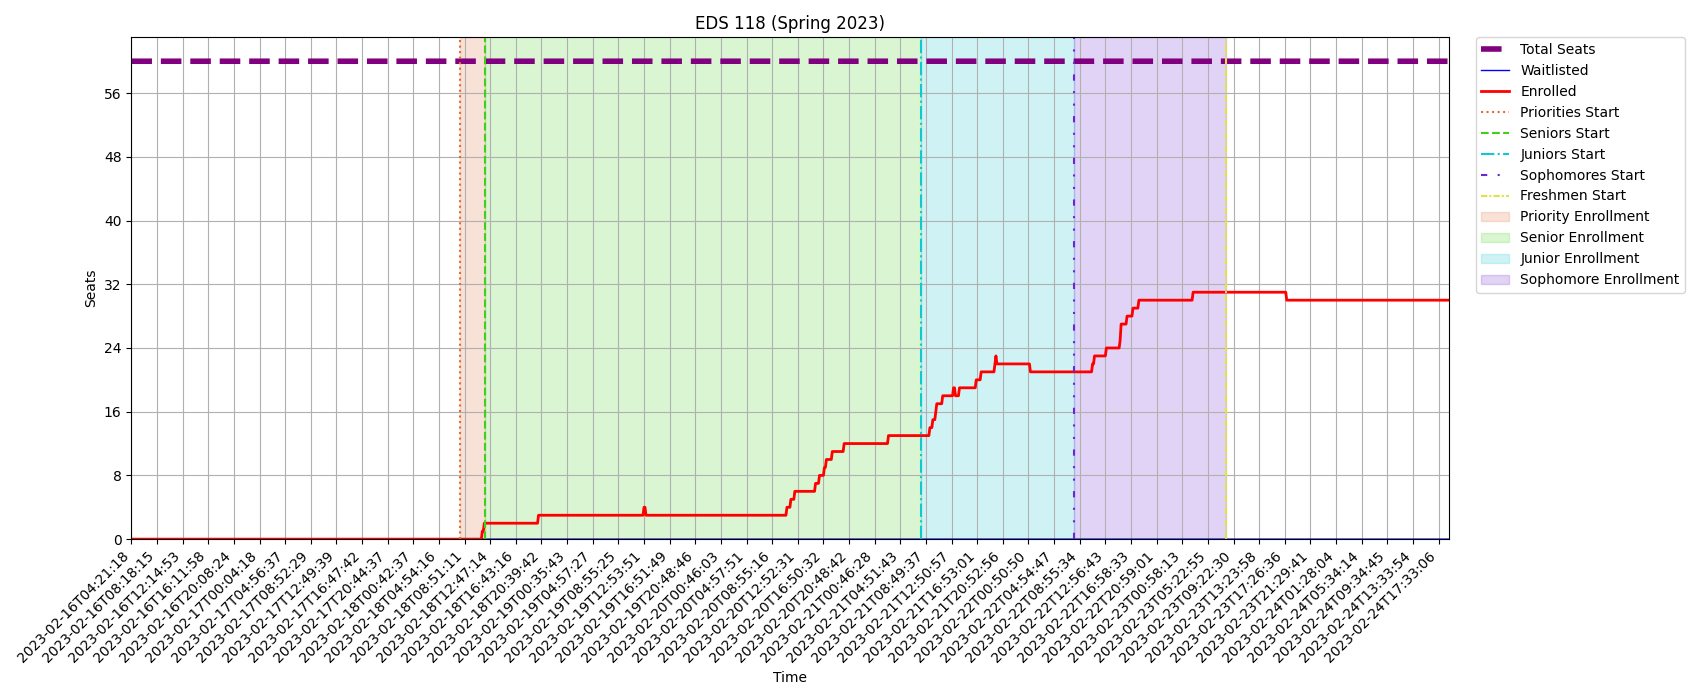 EDS 118 (Spring 2023)
Seats
56
48
40
32
24
16
8
0
2023-02-16T04:21:18
2023-02-16T08:18:15
2023-02-16T12:14:53
2023-02-16T16:11:58
2023-02-16T20:08:24
2023-02-17T00:04:18
2023-02-17T04:56:37
2023-02-17T08:52:29
2023-02-17T12:49:39
2023-02-17T16:47:42
2023-02-17T20:44:37
2023-02-18T00:42:37
2023-02-18T04:54:16
2023-02-18T08:51:11
2023-02-18T12:47:14
2023-02-18T16:43:16
2023-02-18T20:39:42
2023-02-19T00:35:43
2023-02-19T04:57:27
2023-02-19T08:55:25
2023-02-19T12:53:51
2023-02-19T16:51:49
2023-02-19T20:48:46
2023-02-20T00:46:03
2023-02-20T04:57:51
2023-02-20T08:55:16
2023-02-20T12:52:31
2023-02-20T16:50:32
2023-02-20T20:48:42
2023-02-21T00:46:28
2023-02-21T04:51:43
2023-02-21T08:49:37
2023-02-21T12:50:57
2023-02-21T16:53:01
2023-02-21T20:52:56
2023-02-22T00:50:50
2023-02-22T04:54:47
2023-02-22T08:55:34
2023-02-22T12:56:43
2023-02-22T16:58:33
2023-02-22T20:59:01
2023-02-23T00:58:13
2023-02-23T05:22:55
2023-02-23T09:22:30
2023-02-23T13:23:58
2023-02-23T17:26:36
2023-02-23T21:29:41
2023-02-24T01:28:04
2023-02-24T05:34:14
2023-02-24T09:34:45
2023-02-24T13:33:54
2023-02-24T17:33:06
Time
Total Seats
Waitlisted
Enrolled
Priorities Start
Seniors Start
Juniors Start
Sophomores Start
Freshmen Start
Priority Enrollment
Senior Enrollment
Junior Enrollment
Sophomore Enrollment